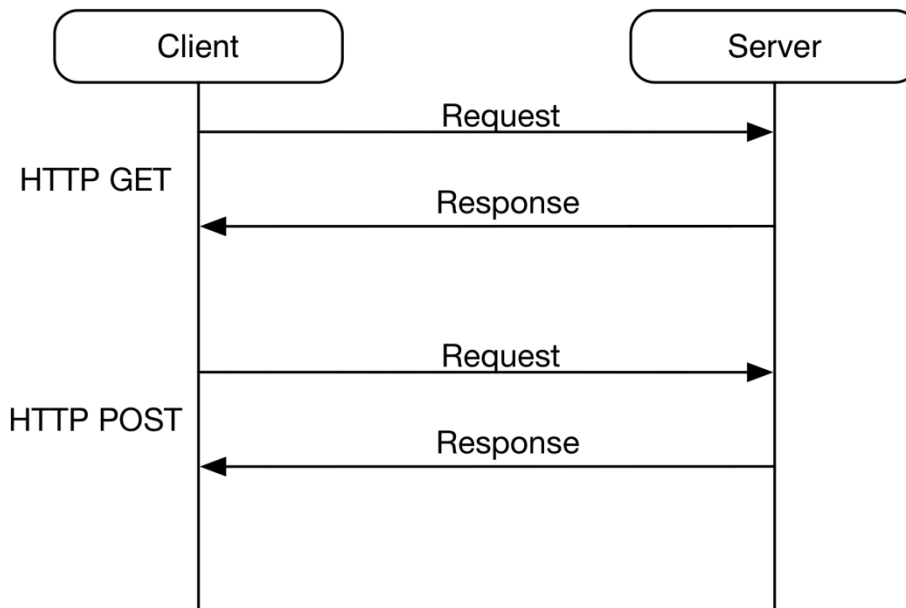 Client
Server
Request
HTTP GET
Response
Request
HTTP POST
Response